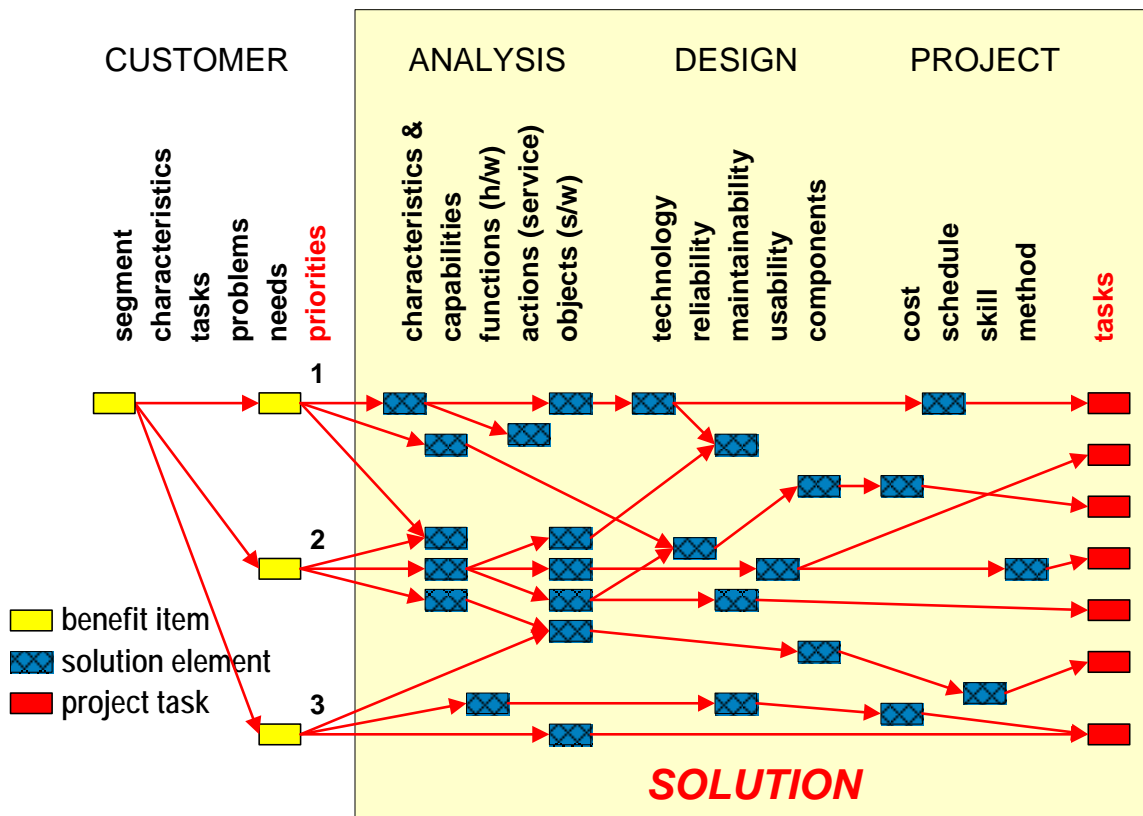 CUSTOMER
ANALYSIS
DESIGN
PROJECT
segment
characteristics
tasks
problems
needs
priorities
characteristics &
capabilities
functions (h/w)
actions (service)
objects (s/w)
technology
reliability
maintainability
usability
components
cost
schedule
skill
method
tasks
1
2
3
benefit item
solution element
project task
SOLUTION